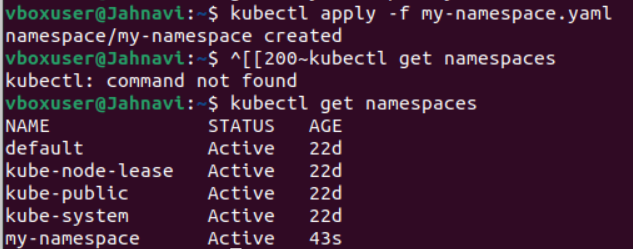 vboxuser@Jahnavi:~$ kubectl apply -f my-namespace.yaml
namespace/my-namespace created
vboxuser@Jahnavi:~$ ^[[200~kubectl get namespaces
kubectl: command not found
vboxuser@Jahnavi:~$ kubectl get namespaces
NAME STATUS AGE
default Active 22d
kube-node-lease Active 22d
kube-public Active 22d
kube-system Active 22d
my-namespace Active 43s